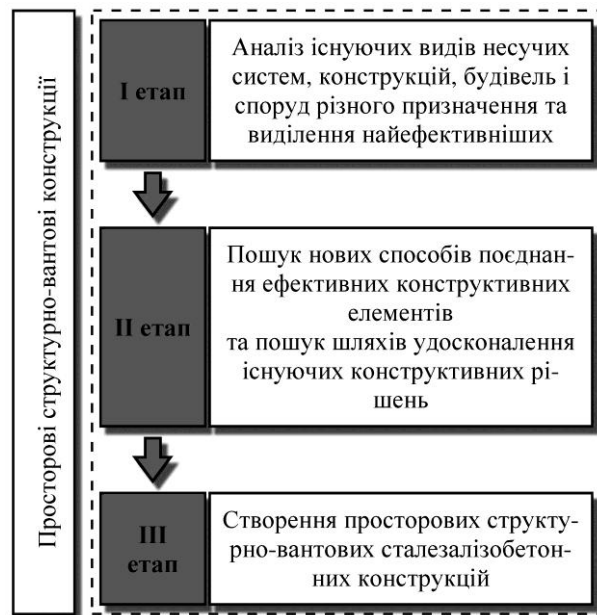 Просторові структурно-вантові конструкції
І етап
Аналіз існуючих видів несучих
систем, конструкцій, будівель і
споруд різного призначення та
виділення найефективніших
ІІ етап
Пошук нових способів поєднан-
ня ефективних конструктивних
елементів
та пошук шляхів удосконалення
існуючих конструктивних рі-
шень
ІІІ
етап
Створення просторових структу-
рно-вантових сталезалізобетон-
них конструкцій